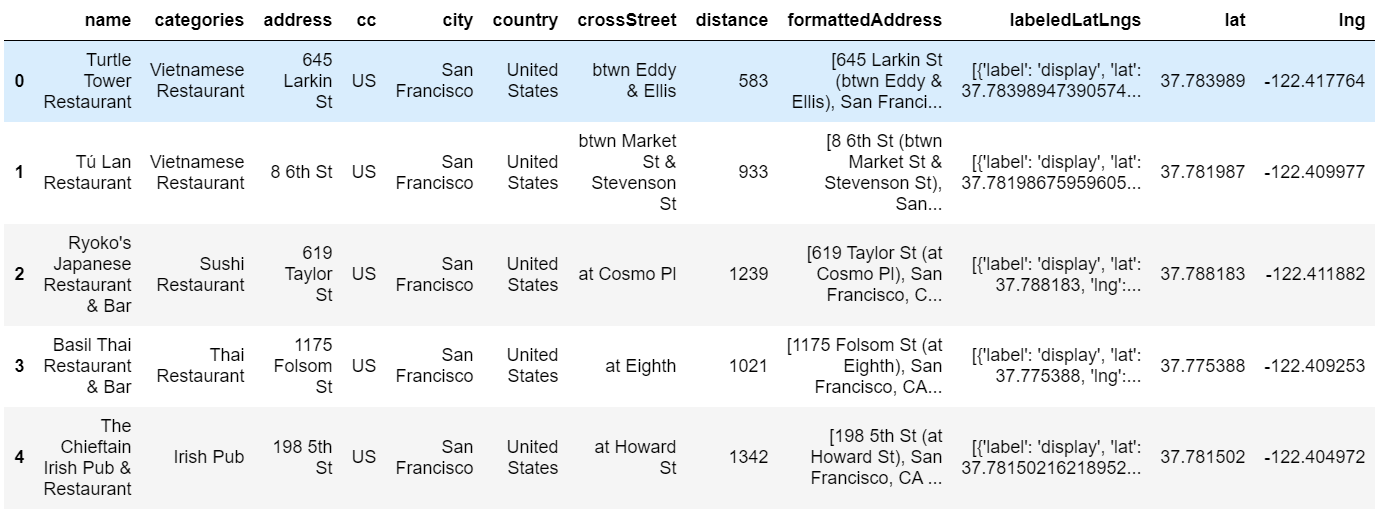 name categories address cc city country crossStreet distance formattedAddress labeledLatLngs lat lng
0 Turtle Tower Restaurant Vietnamese Restaurant 645 Larkin St US San Francisco United States btwn Eddy & Ellis 583 [645 Larkin St (btwn Eddy & Ellis), San Franci... [{'label': 'display', 'lat': 37.78398947390574... 37.783989 -122.417764
1 Tú Lan Restaurant Vietnamese Restaurant 8 6th St US San Francisco United States btwn Market St & Stevenson St 933 [8 6th St (btwn Market St & Stevenson St), San... [{'label': 'display', 'lat': 37.78198675959605... 37.781987 -122.409977
2 Ryoko's Japanese Restaurant & Bar Sushi Restaurant 619 Taylor St US San Francisco United States at Cosmo Pl 1239 [619 Taylor St (at Cosmo Pl), San Francisco, C... [{'label': 'display', 'lat': 37.788183, 'lng':... 37.788183 -122.411882
3 Basil Thai Restaurant & Bar Thai Restaurant 1175 Folsom St US San Francisco United States at Eighth 1021 [1175 Folsom St (at Eighth), San Francisco, CA... [{'label': 'display', 'lat': 37.775388, 'lng':... 37.775388 -122.409253
4 The Chieftain Irish Pub & Restaurant Irish Pub 198 5th St US San Francisco United States at Howard St 1342 [198 5th St (at Howard St), San Francisco, CA ... [{'label': 'display', 'lat': 37.78150216218952... 37.781502 -122.404972